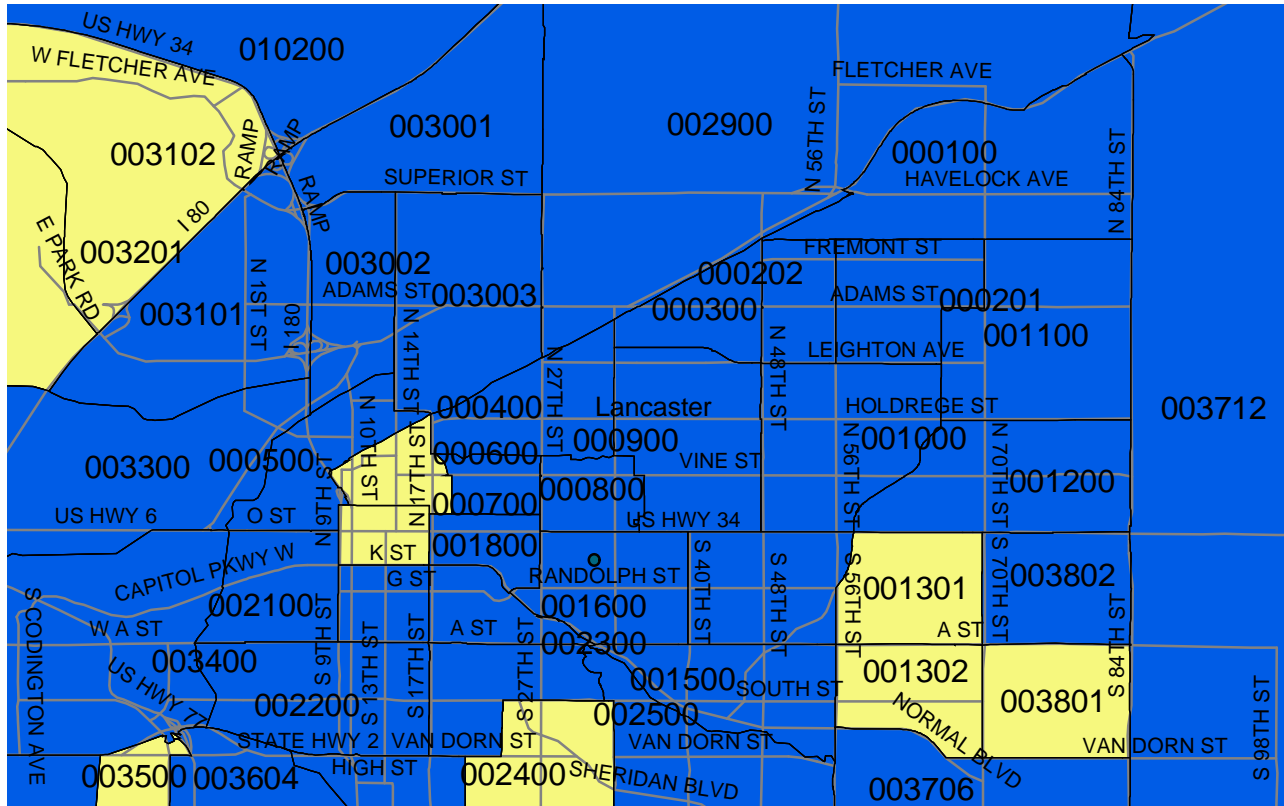 US HWY 34
010200
W FLETCHER AVE
FLETCHER AVE
003001
002900
N 56TH ST
003102
RAMP
RAMP
000100
SUPERIOR ST
HAVELOCK AVE
RAMP
I 80
N 84TH ST
E PARK RD
003201
003002
FREMONT ST
000202
N 1ST ST
ADAMS ST
003003
ADAMS ST
000201
003101
000300
I 180
N 14TH ST
001100
N 27TH ST
N 48TH ST
LEIGHTON AVE
000400
Lancaster
HOLDREGE ST
003712
N 10TH ST
N 17TH ST
000600
000900
N 56TH ST
001000
N 70TH ST
003300
000500
VINE ST
N 9TH ST
000700
000800
001200
US HWY 6
O ST
US HWY 34
K ST
001800
CAPITOL PKWY W
G ST
RANDOLPH ST
S 40TH ST
S 48TH ST
S 56TH ST
001301
S 70TH ST
003802
S CODINGTON AVE
002100
001600
W A ST
S 9TH ST
S 13TH ST
S 17TH ST
A ST
002300
A ST
S 84TH ST
003400
S 27TH ST
US HWY 77
001500
SOUTH ST
001302
003801
002200
002500
NORMAL BLVD
S 98TH ST
STATE HWY 2
VAN DORN ST
VAN DORN ST
VAN DORN ST
HIGH ST
003500
003604
002400
SHERIDAN BLVD
003706